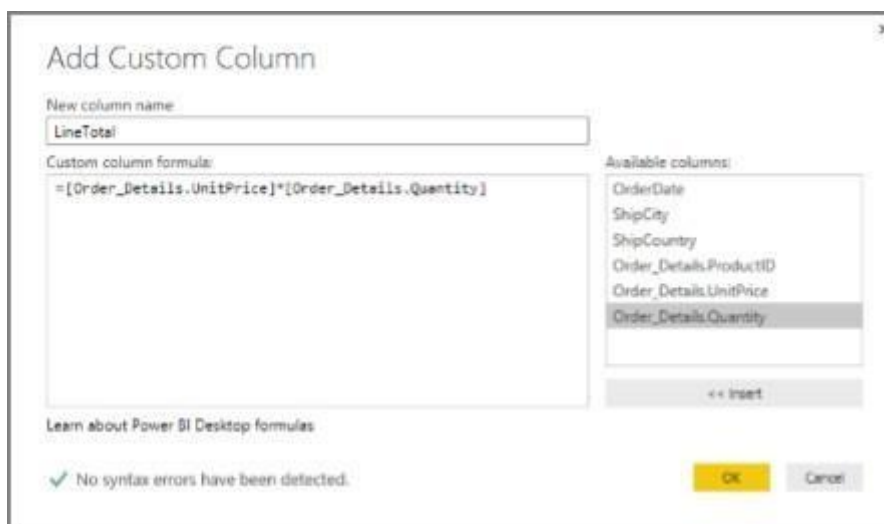 Add Custom Column
New column name
LineTotal
Custom column formula:
=[Order_Details.UnitPrice]*[Order_Details.Quantity]
Available columns:
OrderDate
ShipCity
ShipCountry
Order_Details.ProductID
Order_Details.UnitPrice
Order_Details.Quantity
<< Insert
Learn about Power BI Desktop formulas
No syntax errors have been detected.
OK
Cancel